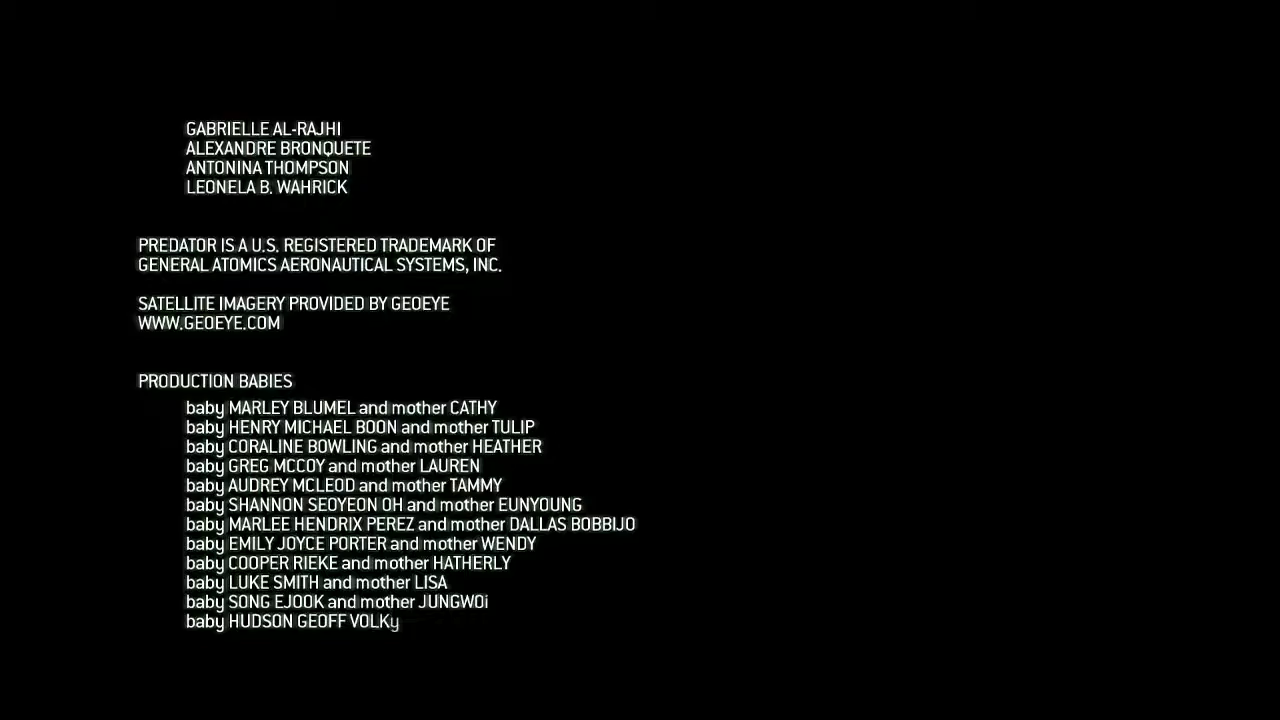 GABRIELLE AL-RAJHI
ALEXANDRE BRONQUETE
ANTONINA THOMPSON
LEONELA B. WAHRICK
PREDATOR IS A U.S. REGISTERED TRADEMARK OF
GENERAL ATOMICS AERONAUTICAL SYSTEMS, INC.
SATELLITE IMAGERY PROVIDED BY GEOEYE
WWW.GEOEYE.COM
PRODUCTION BABIES
baby MARLEY BLUMEL and mother CATHY
baby HENRY MICHAEL BOON and mother TULIP
baby CORALINE BOWLING and mother HEATHER
baby GREG MCCOY and mother LAUREN
baby AUDREY MCLEOD and mother TAMMY
baby SHANNON SEOYEON OH and mother EUNYOUNG
baby MARLEE HENDRIX PEREZ and mother DALLAS BOBBIJO
baby EMILY JOYCE PORTER and mother WENDY
baby COOPER RIEKE and mother HATHERLY
baby LUKE SMITH and mother LISA
baby SONG EJOOK and mother JUNGWOi
baby HUDSON GEOFF VOLKy